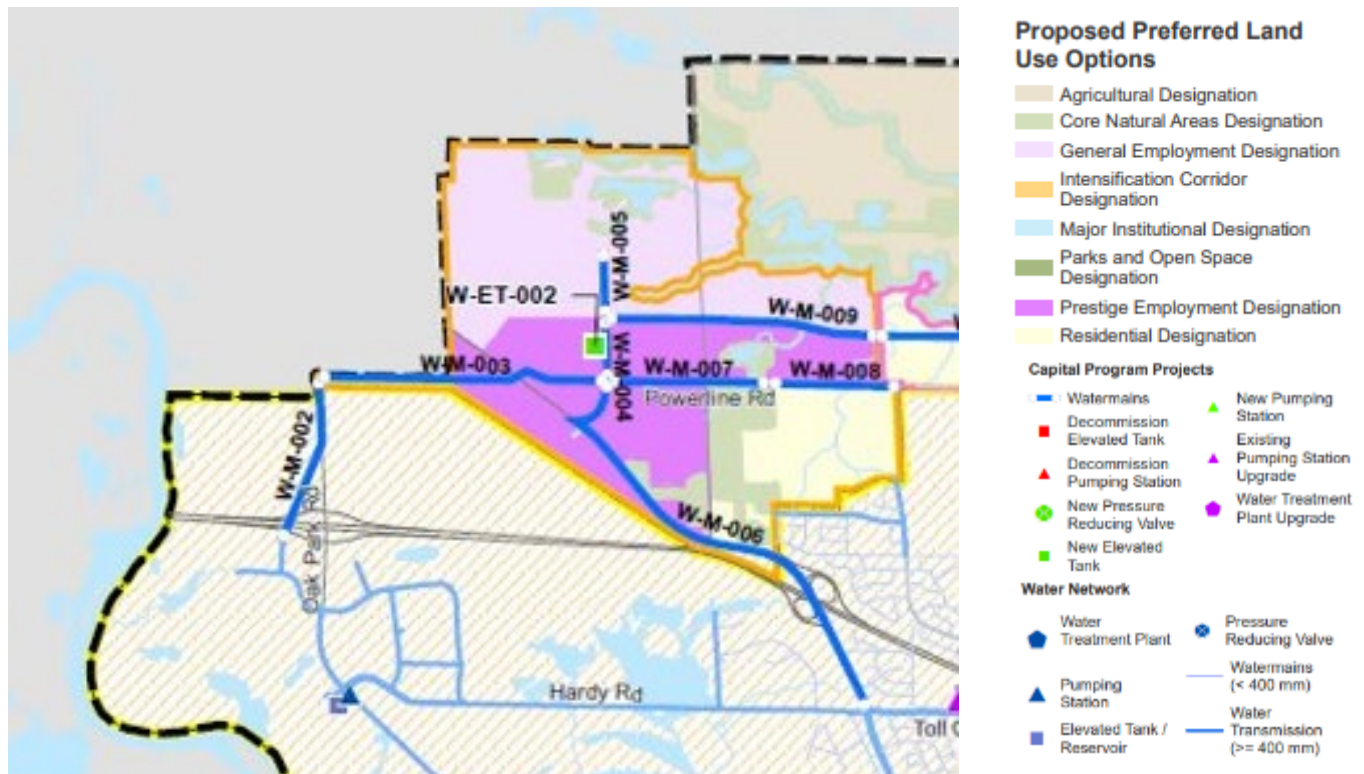 W-M-005
W-ET-002
W-M-009
W-M-004
W-M-003
W-M-007
W-M-008
Powerline Rd
W-M-002
Oak Park Rd
W-M-006
Hardy Rd
Toll
Proposed Preferred Land
Use Options
Agricultural Designation
Core Natural Areas Designation
General Employment Designation
Intensification Corridor
Designation
Major Institutional Designation
Parks and Open Space
Designation
Prestige Employment Designation
Residential Designation
Capital Program Projects
Watermains
Decommission
Elevated Tank
Decommission
Pumping Station
New Pressure
Reducing Valve
New Elevated
Tank
New Pumping
Station
Existing
Pumping Station
Upgrade
Water Treatment
Plant Upgrade
Water Network
Water
Treatment Plant
Pumping
Station
Elevated Tank /
Reservoir
Pressure
Reducing Valve
Watermains
(< 400 mm)
Water
Transmission
(>= 400 mm)